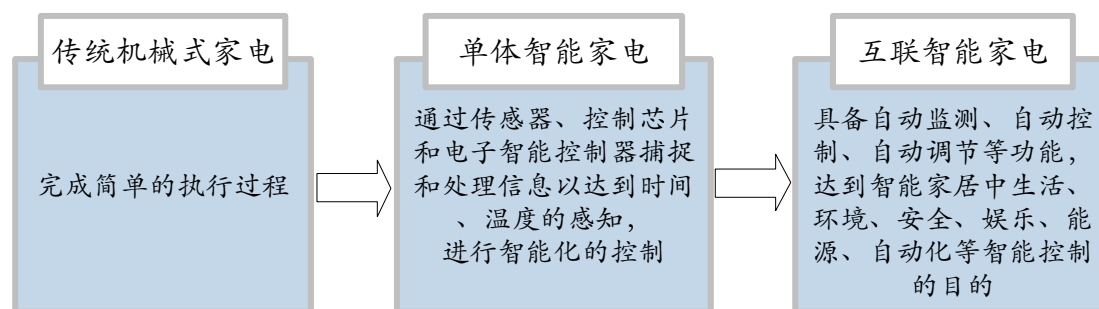 传统机械式家电
完成简单的执行过程
单体智能家电
通过传感器、控制芯片
和电子智能控制器捕捉
和处理信息以达到时间
、温度的感知，
进行智能化的控制
互联智能家电
具备自动监测、自动控
制、自动调节等功能，
达到智能家居中生活、
环境、安全、娱乐、能
源、自动化等智能控制
的目的